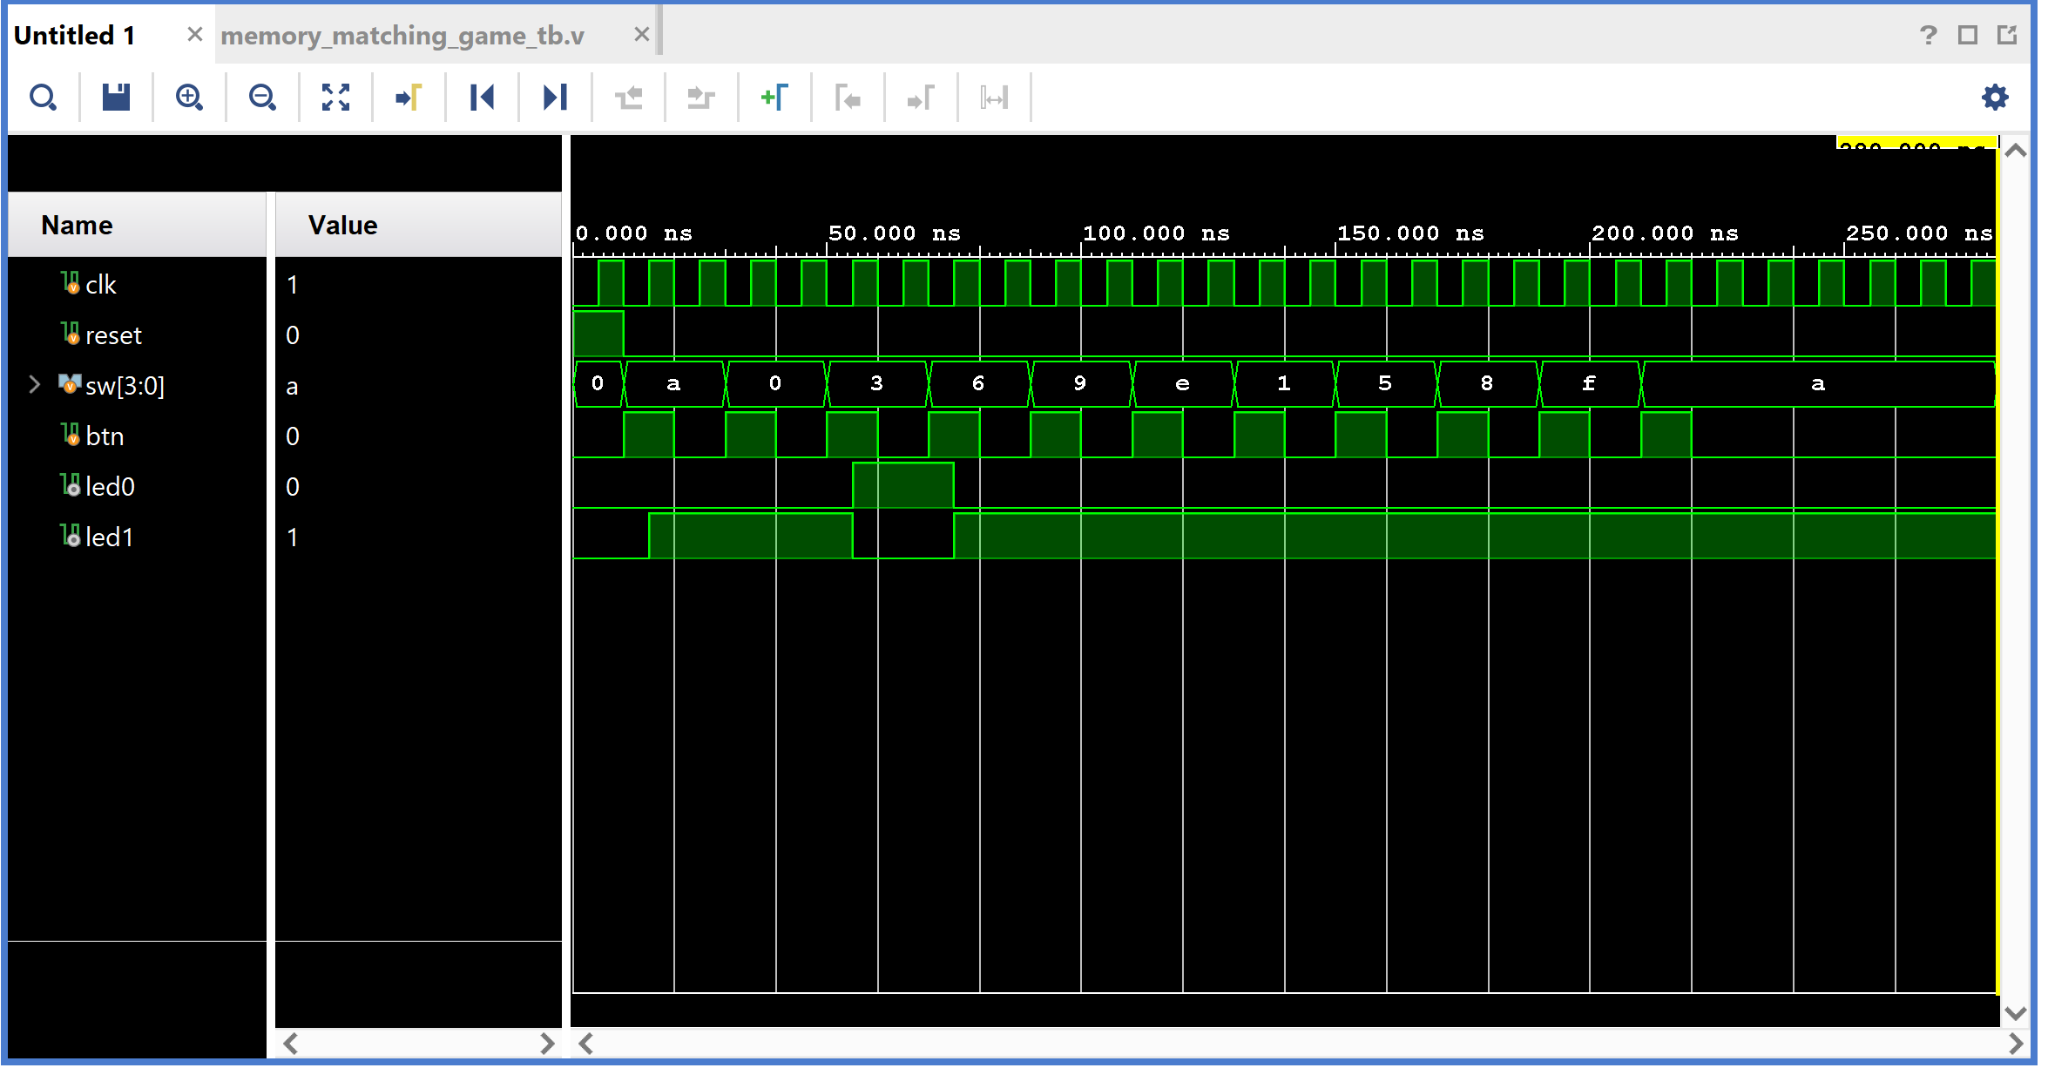 Untitled 1 × memory_matching_game_tb.v × ?
Name Value
0.000 ns 50.000 ns 100.000 ns 150.000 ns 200.000 ns 250.000 ns
clk 1
reset 0
sw[3:0] a 0 a 0 3 6 9 e 1 5 8 f a
btn 0
led0 0
led1 1